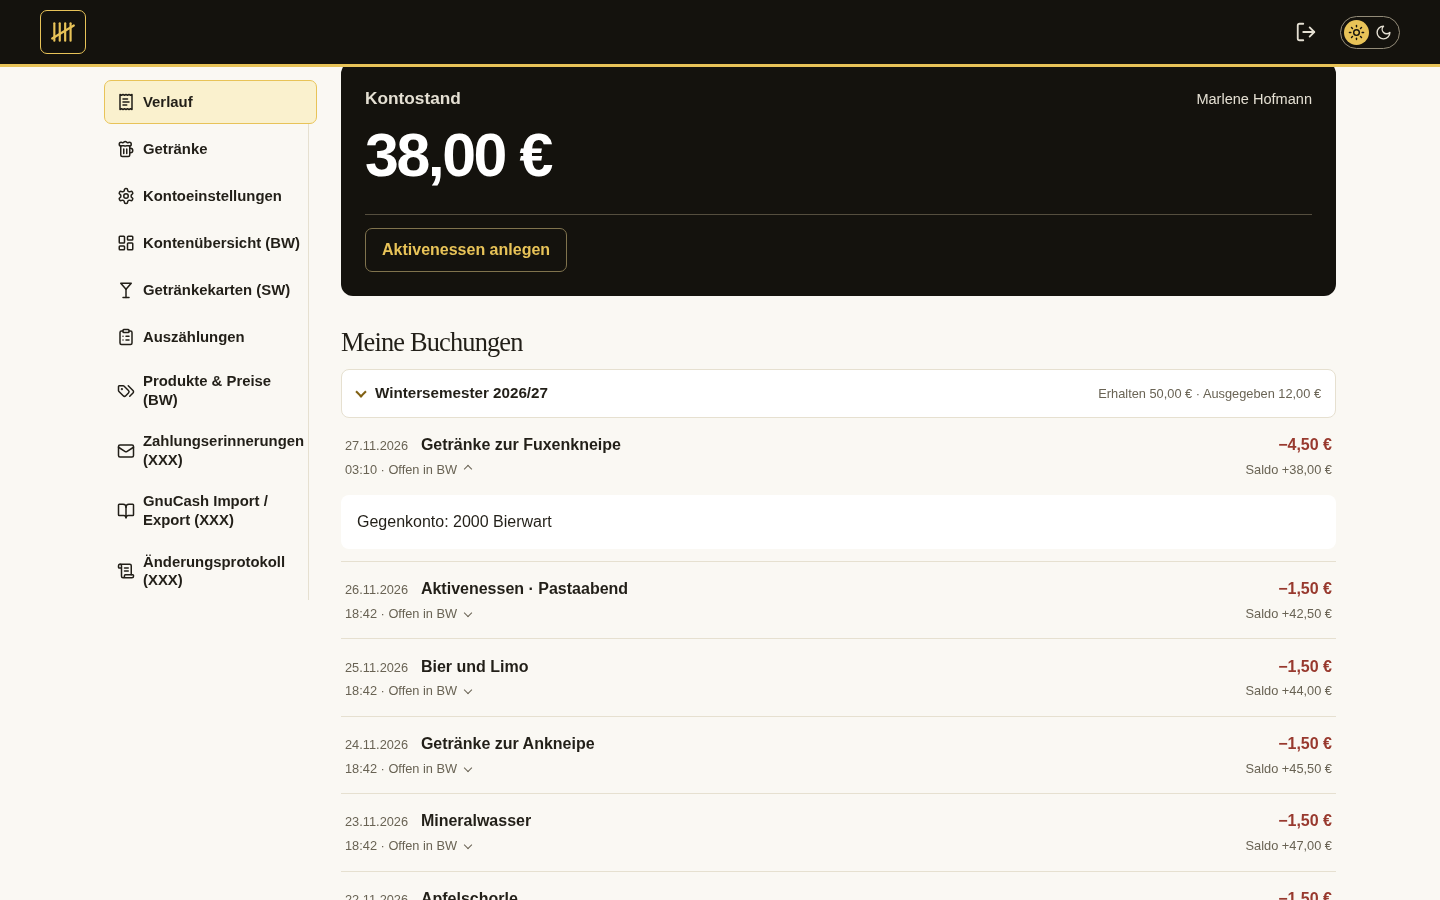 Verlauf
Getränke
Kontoeinstellungen
Kontenübersicht (BW)
Getränkekarten (SW)
Auszählungen
Produkte & Preise
(BW)
Zahlungserinnerungen
(XXX)
GnuCash Import /
Export (XXX)
Änderungsprotokoll
(XXX)
Kontostand
Marlene Hofmann
38,00 €
Aktivenessen anlegen
Meine Buchungen
Wintersemester 2026/27
Erhalten 50,00 € · Ausgegeben 12,00 €
27.11.2026 Getränke zur Fuxenkneipe −4,50 €
03:10 · Offen in BW Saldo +38,00 €
Gegenkonto: 2000 Bierwart
26.11.2026 Aktivenessen · Pastaabend −1,50 €
18:42 · Offen in BW Saldo +42,50 €
25.11.2026 Bier und Limo −1,50 €
18:42 · Offen in BW Saldo +44,00 €
24.11.2026 Getränke zur Ankneipe −1,50 €
18:42 · Offen in BW Saldo +45,50 €
23.11.2026 Mineralwasser −1,50 €
18:42 · Offen in BW Saldo +47,00 €
22.11.2026 Apfelschorle −1,50 €